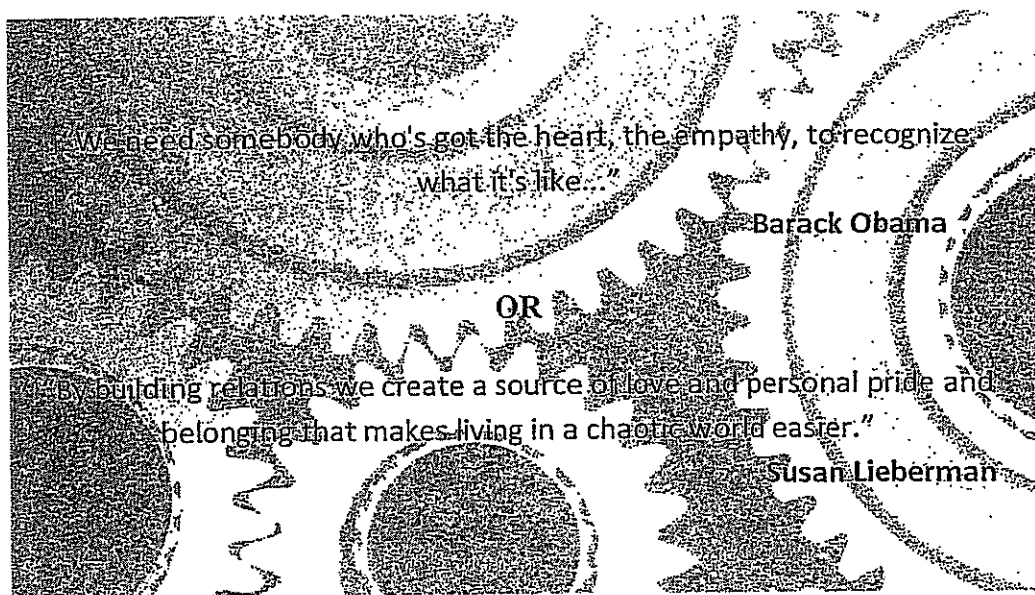 "We need somebody who's got the heart, the empathy, to recognize
what it's like..."
Barack Obama
OR
"By building relations we create a source of love and personal pride and
belonging that makes living in a chaotic world easier."
Susan Lieberman